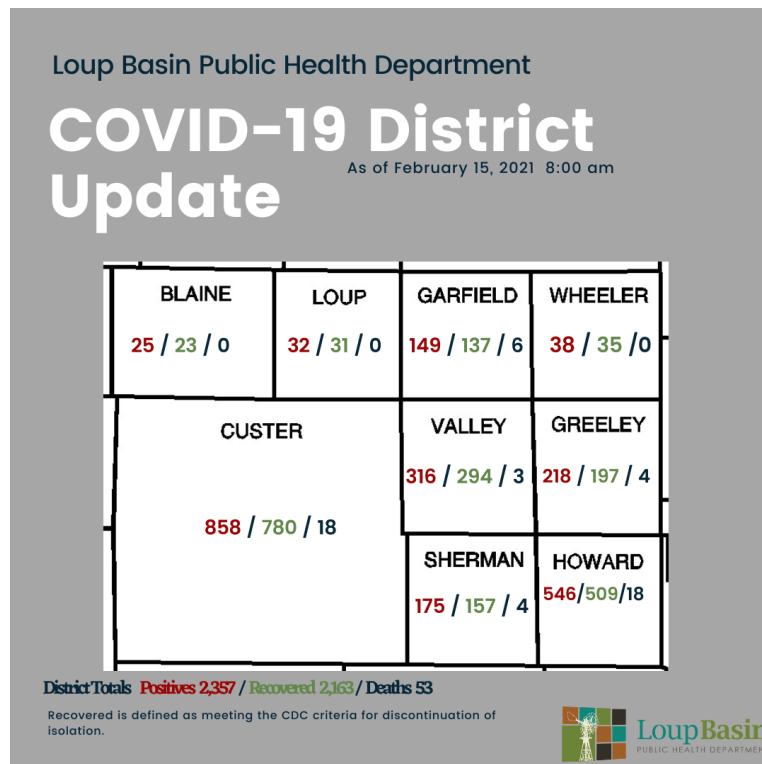 Loup Basin Public Health Department
COVID-19 District
As of February 15, 2021 8:00 am
Update
BLAINE
LOUP
GARFIELD
WHEELER
25 / 23 / 0
32 / 31 / 0
149 / 137 / 6
38 / 35 /0
CUSTER
VALLEY
GREELEY
316 / 294 / 3
218 / 197 / 4
858 / 780 / 18
SHERMAN
HOWARD
175 / 157 / 4
546/509/18
District Totals Positives 2,357 / Recovered 2,163 / Deaths 53
Recovered is defined as meeting the CDC criteria for discontinuation of
isolation.
LoupBasin
PUBLIC HEALTH DEPARTMEN